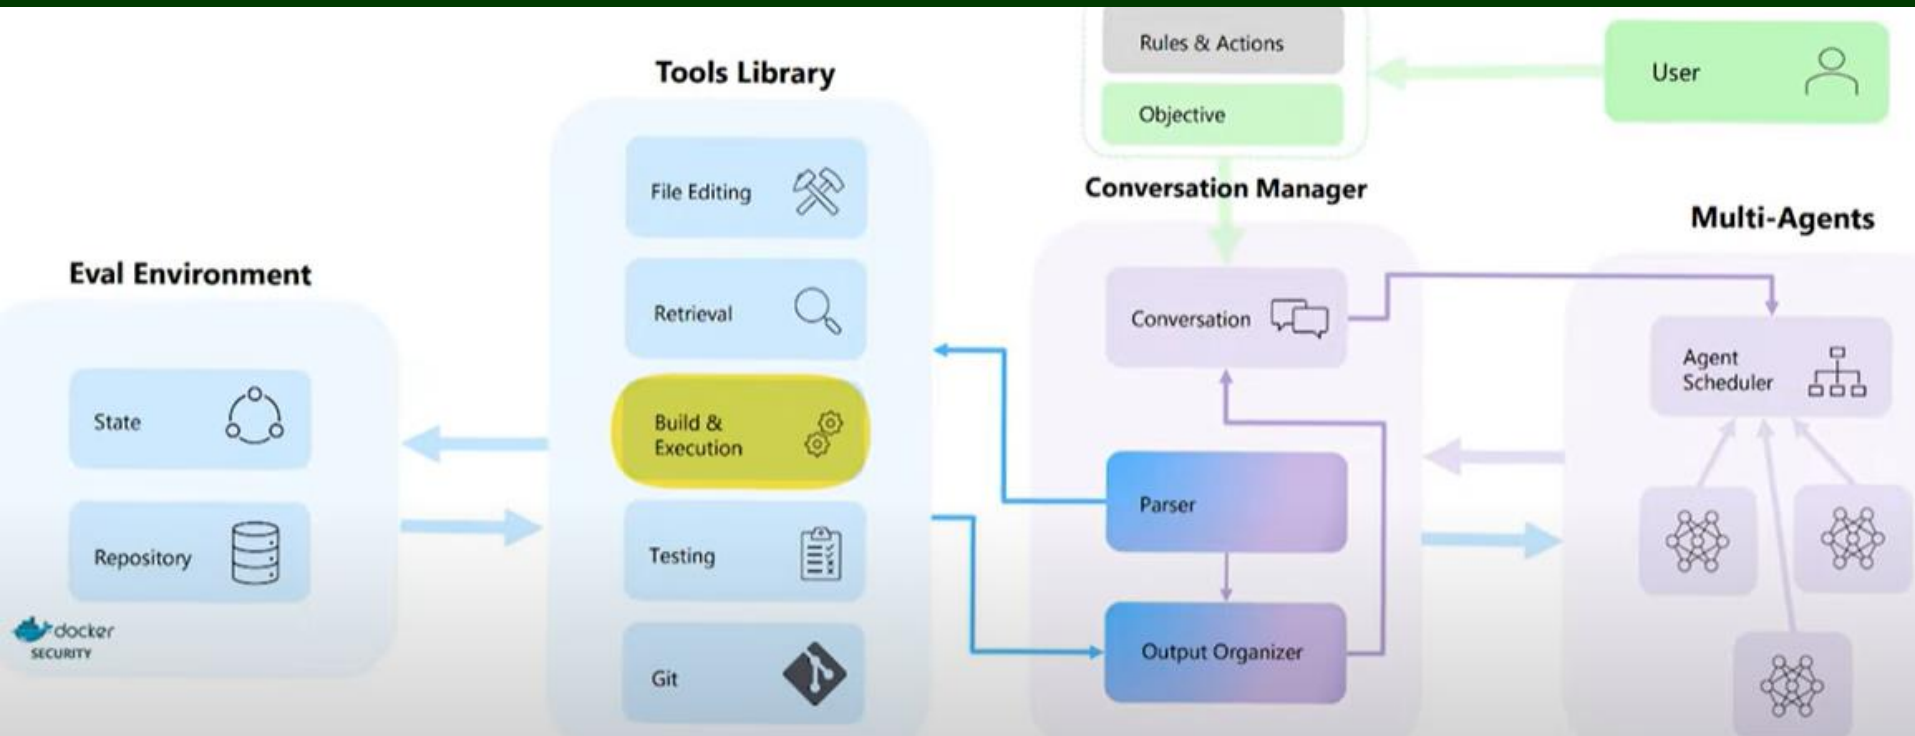 Rules & Actions
Objective
User
Tools Library
File Editing
Retrieval
Build &
Execution
Testing
Git
Conversation Manager
Conversation
Parser
Output Organizer
Multi-Agents
Agent
Scheduler
Eval Environment
State
Repository
docker
SECURITY